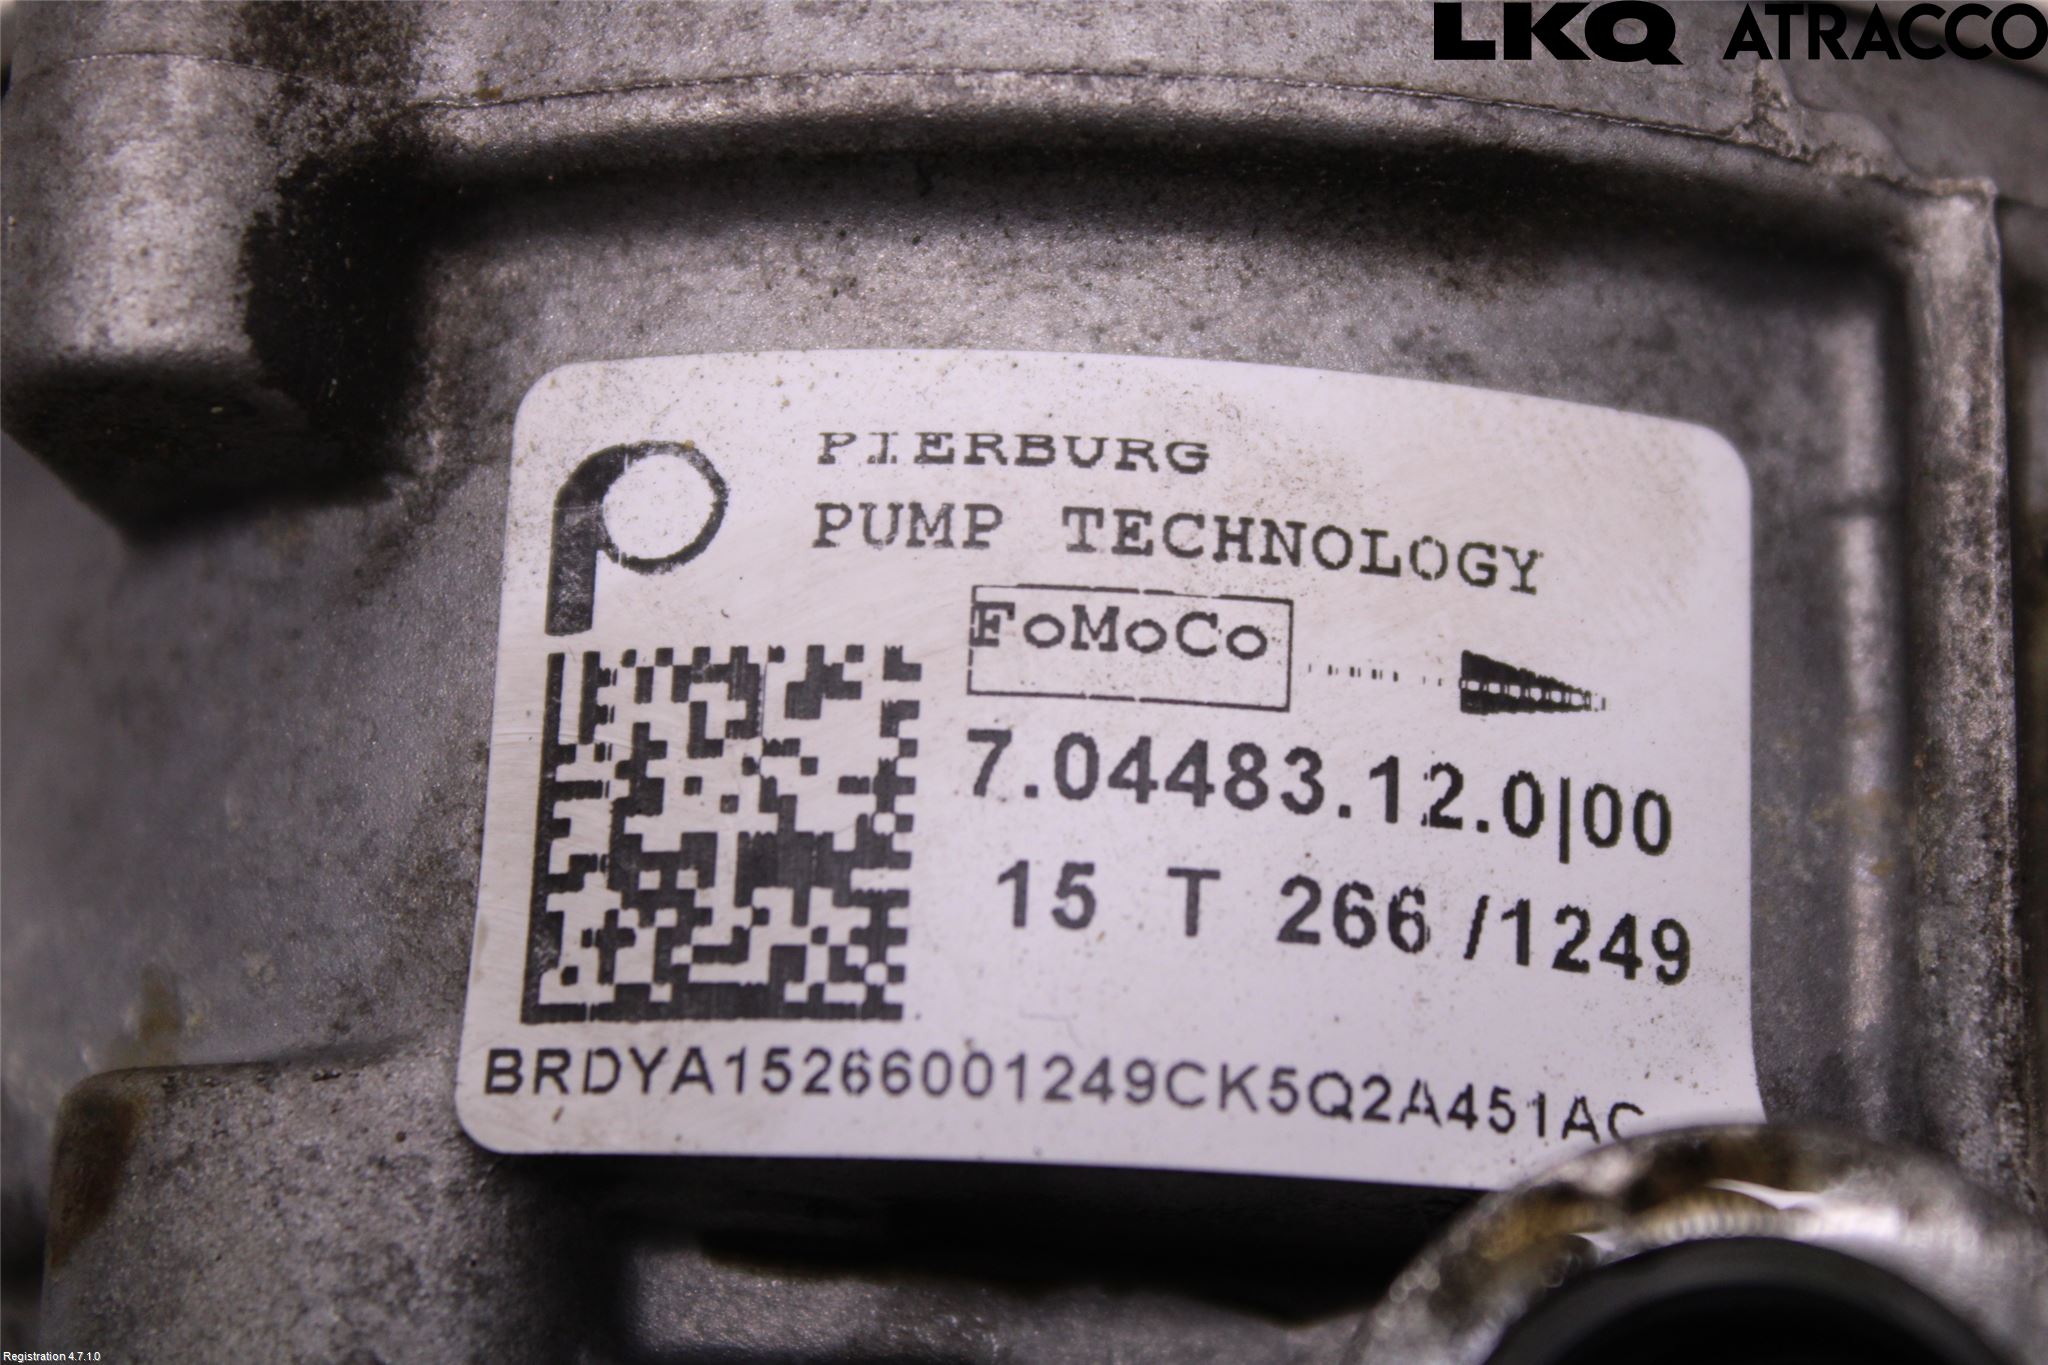 LKQ ATRACCO
PIERBURG
PUMP TECHNOLOGY
FoMoCo
7.04483.12.0|00
15 T 266 /1249
BRDYA15266001249CK5Q2A451AC
Registration 4.7.1.0